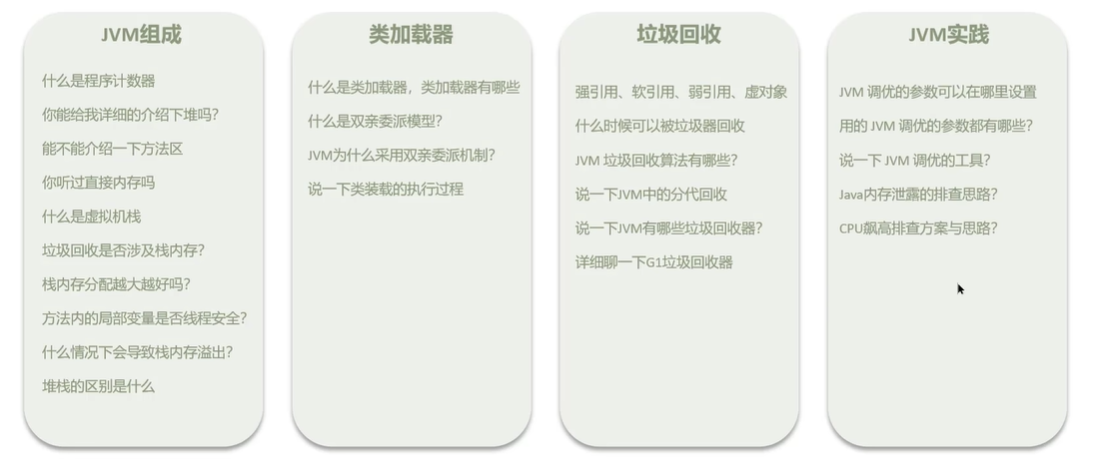 JVM组成
什么是程序计数器
你能给我详细的介绍下堆吗?
能不能介绍一下方法区
你听过直接内存吗
什么是虚拟机栈
垃圾回收是否涉及栈内存?
栈内存分配越大越好吗?
方法内的局部变量是否线程安全?
什么情况下会导致栈内存溢出?
堆栈的区别是什么
类加载器
什么是类加载器，类加载器有哪些
什么是双亲委派模型?
JVM为什么采用双亲委派机制?
说一下类装载的执行过程
垃圾回收
强引用、软引用、弱引用、虚对象
什么时候可以被垃圾器回收
JVM 垃圾回收算法有哪些?
说一下JVM中的分代回收
说一下JVM有哪些垃圾回收器?
详细聊一下G1垃圾回收器
JVM实践
JVM 调优的参数可以在哪里设置
用的 JVM 调优的参数都有哪些?
说一下 JVM 调优的工具?
Java内存泄露的排查思路?
CPU飙高排查方案与思路?